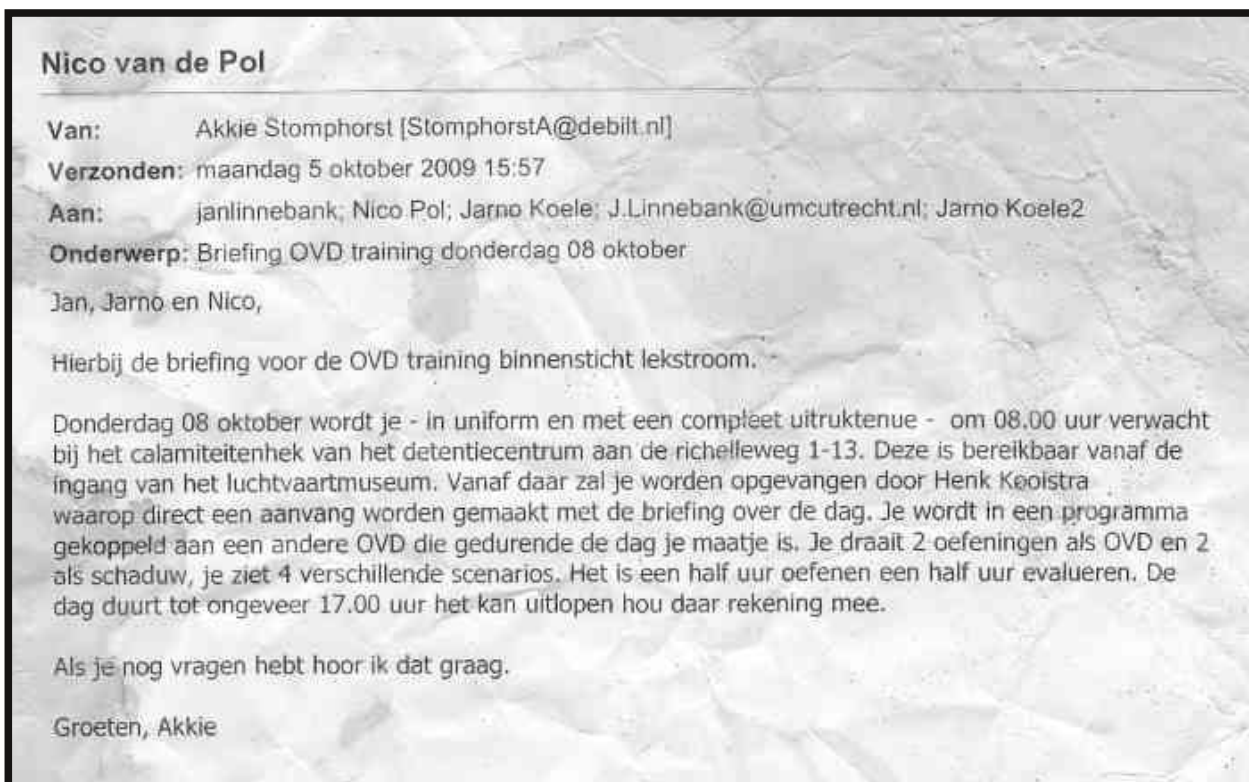 Nico van de Pol
Van: Akkie Stomphorst [StomphorstA@debilt.nl]
Verzonden: maandag 5 oktober 2009 15:57
Aan: janlinnebank; Nico Pol; Jarno Koele; J.Linnebank@umcutrecht.nl; Jarno Koele2
Onderwerp: Briefing OVD training donderdag 08 oktober
Jan, Jarno en Nico,
Hierbij de briefing voor de OVD training binnensticht lekstroom.
Donderdag 08 oktober wordt je - in uniform en met een compleet uitruktenue - om 08.00 uur verwacht
bij het calamiteitenhek van het detentiecentrum aan de richelleweg 1-13. Deze is bereikbaar vanaf de
ingang van het luchtvaartmuseum. Vanaf daar zal je worden opgevangen door Henk Kooistra
waarop direct een aanvang worden gemaakt met de briefing over de dag. Je wordt in een programma
gekoppeld aan een andere OVD die gedurende de dag je maatje is. Je draait 2 oefeningen als OVD en 2
als schaduw, je ziet 4 verschillende scenarios. Het is een half uur oefenen een half uur evalueren. De
dag duurt tot ongeveer 17.00 uur het kan uitlopen hou daar rekening mee.
Als je nog vragen hebt hoor ik dat graag.
Groeten, Akkie